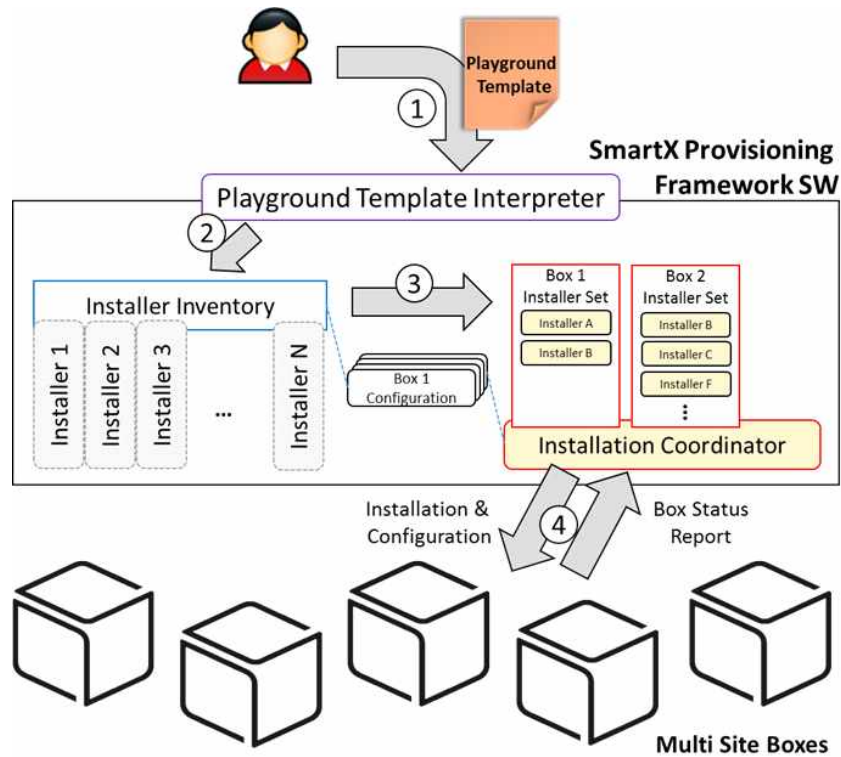 Playground
Template
1
SmartX Provisioning
Framework SW
Playground Template Interpreter
2
3
Installer Inventory
Installer 1
Installer 2
Installer 3
...
Installer N
Box 1
Configuration
Box 1
Installer Set
Installer A
Installer B
Box 2
Installer Set
Installer B
Installer C
Installer F
Installation Coordinator
Installation &
Configuration
4
Box Status
Report
Multi Site Boxes